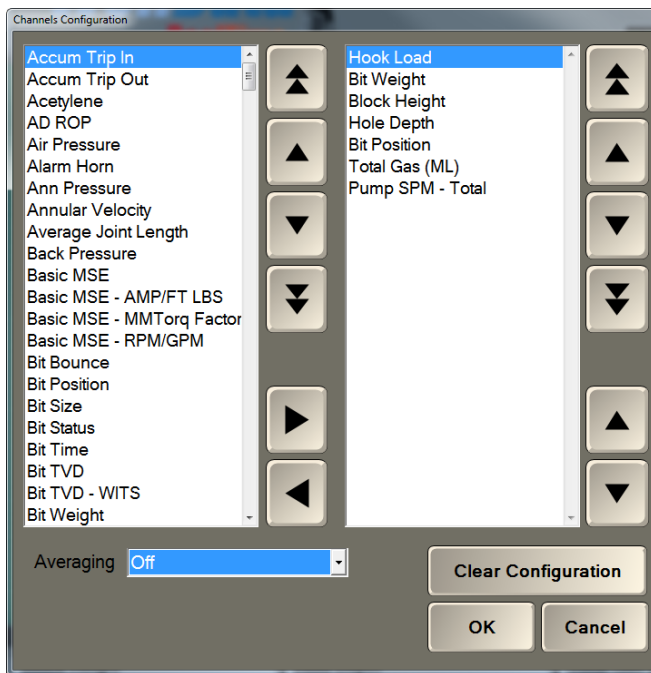 Channels Configuration
Accum Trip In
Accum Trip Out
Acetylene
AD ROP
Air Pressure
Alarm Horn
Ann Pressure
Annular Velocity
Average Joint Length
Back Pressure
Basic MSE
Basic MSE - AMP/FT LBS
Basic MSE - MMTorq Factor
Basic MSE - RPM/GPM
Bit Bounce
Bit Position
Bit Size
Bit Status
Bit Time
Bit TVD
Bit TVD - WITS
Bit Weight
Hook Load
Bit Weight
Block Height
Hole Depth
Bit Position
Total Gas (ML)
Pump SPM - Total
Averaging Off
Clear Configuration
OK Cancel